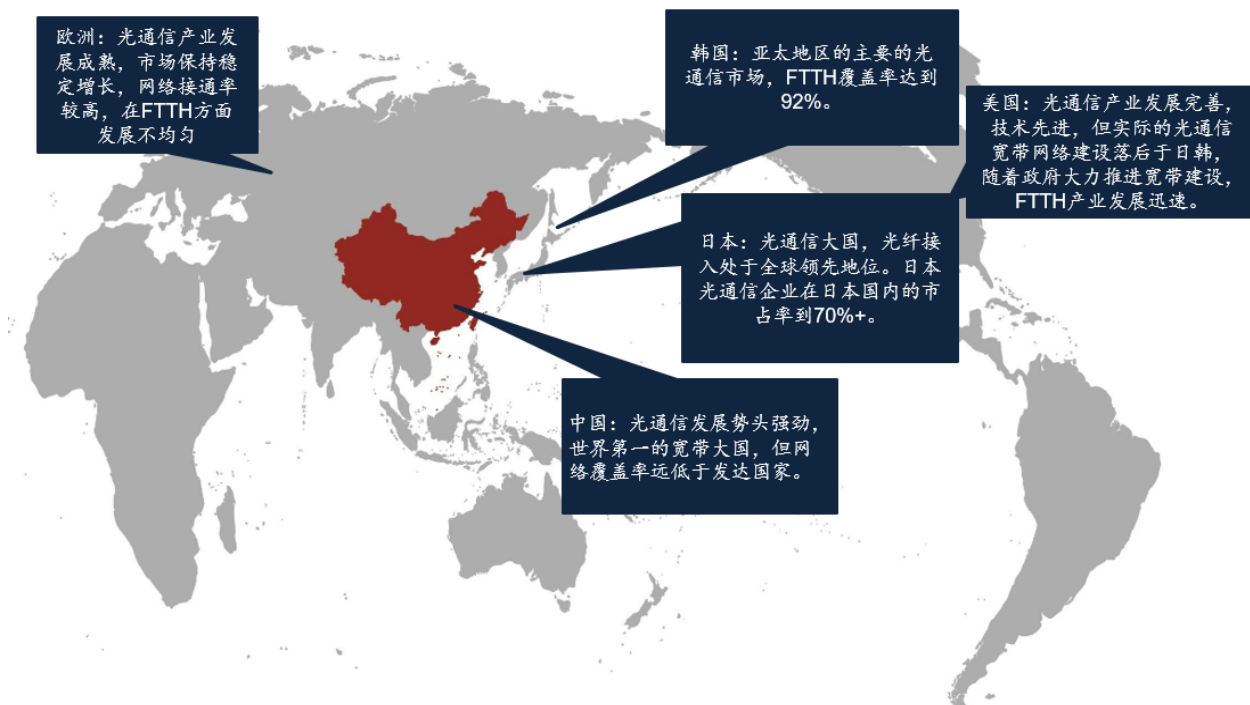 欧洲：光通信产业发
展成熟，市场保持稳
定增长，网络接通率
较高，在FTTH方面
发展不均匀
韩国：亚太地区的主要的光
通信市场，FTTH覆盖率达到
92%。
美国：光通信产业发展完善，
技术先进，但实际的光通信
宽带网络建设落后于日韩，
随着政府大力推进宽带建设，
FTTH产业发展迅速。
日本：光通信大国，光纤接
入处于全球领先地位。日本
光通信企业在日本国内的市
占率到70%+。
中国：光通信发展势头强劲，
世界第一的宽带大国，但网
络覆盖率远低于发达国家。